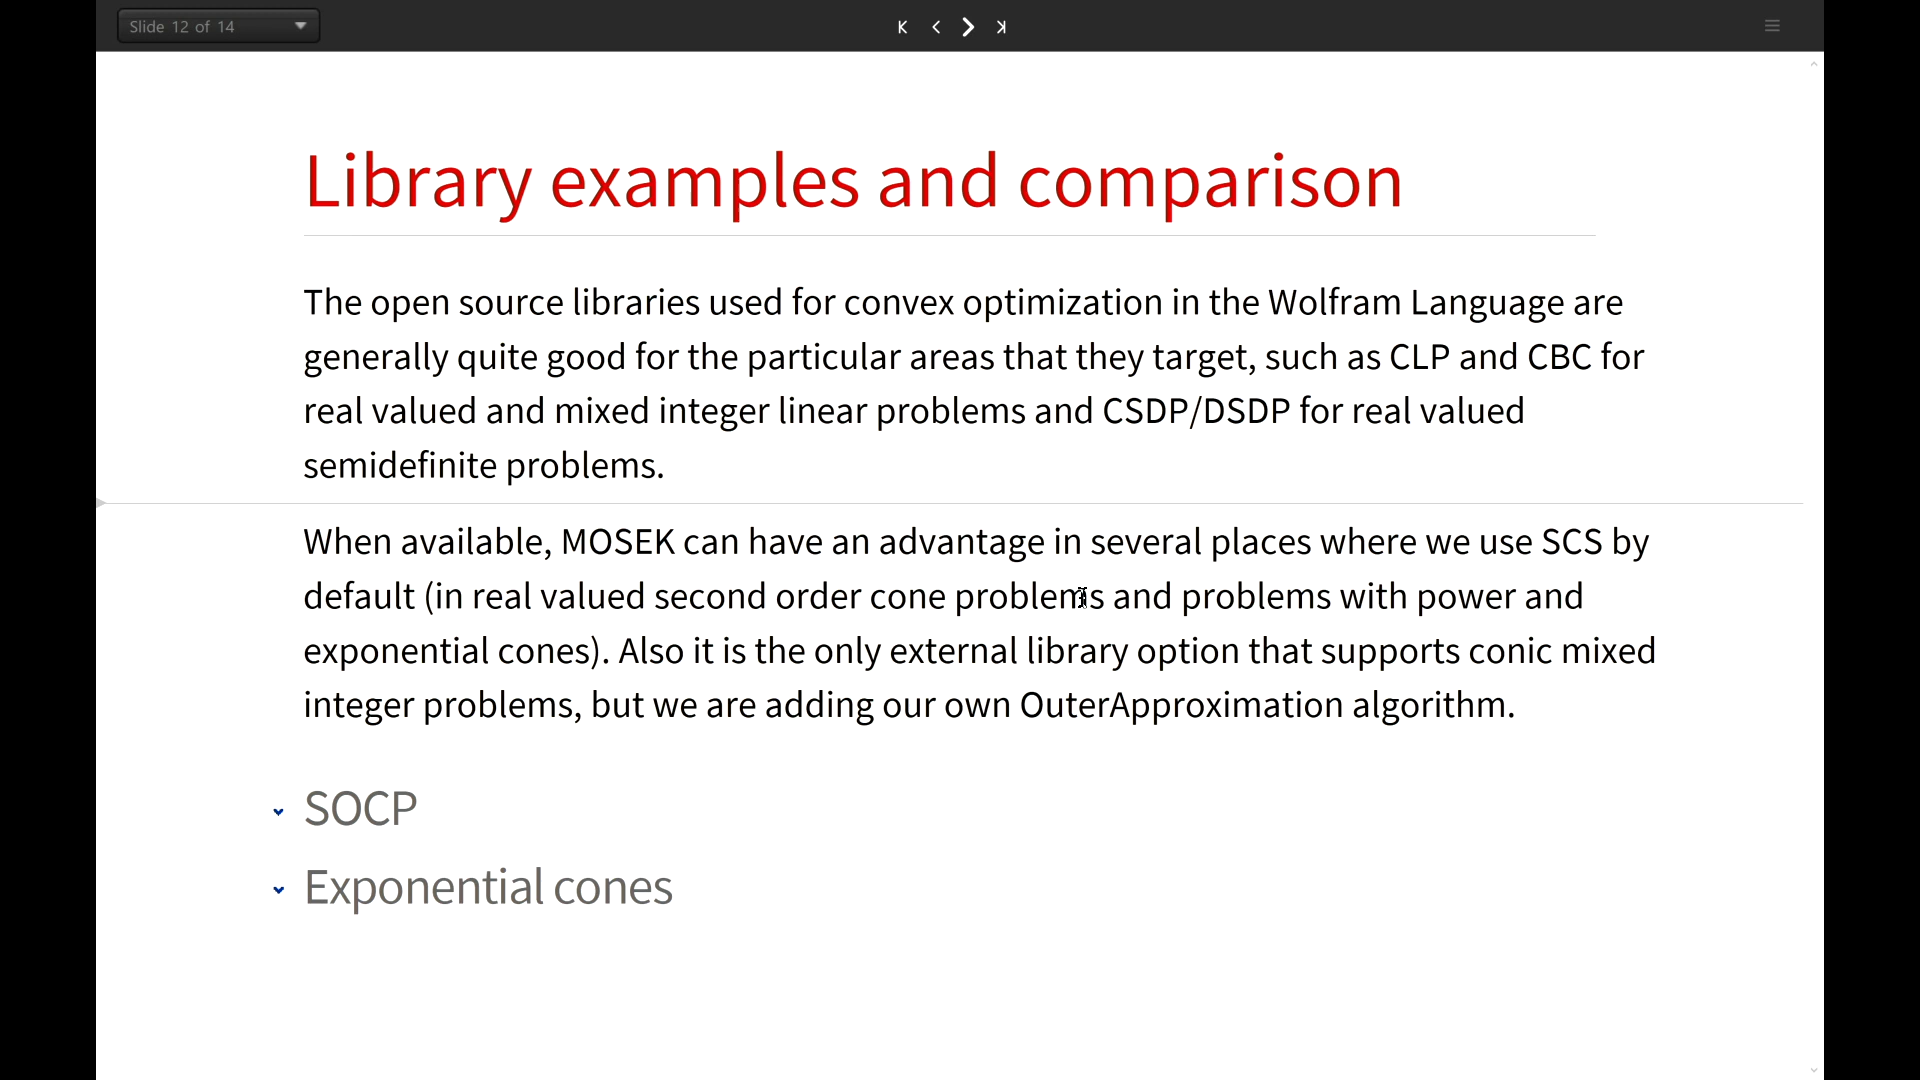 Slide 12 of 14
Library examples and comparison
The open source libraries used for convex optimization in the Wolfram Language are
generally quite good for the particular areas that they target, such as CLP and CBC for
real valued and mixed integer linear problems and CSDP/DSDP for real valued
semidefinite problems.
When available, MOSEK can have an advantage in several places where we use SCS by
default (in real valued second order cone problems and problems with power and
exponential cones). Also it is the only external library option that supports conic mixed
integer problems, but we are adding our own OuterApproximation algorithm.
SOCP
Exponential cones